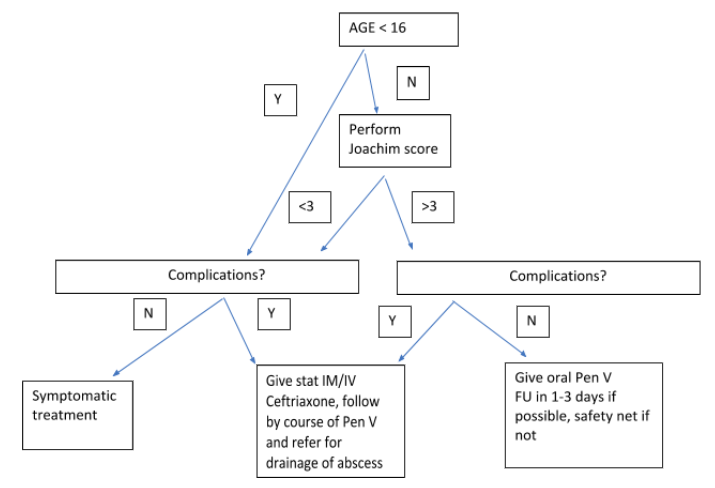 AGE < 16
Y
N
Perform
Joachim score
<3
>3
Complications?
Complications?
N
Y
Y
N
Symptomatic
treatment
Give stat IM/IV
Ceftriaxone, follow
by course of Pen V
and refer for
drainage of abscess
Give oral Pen V
FU in 1-3 days if
possible, safety net if
not